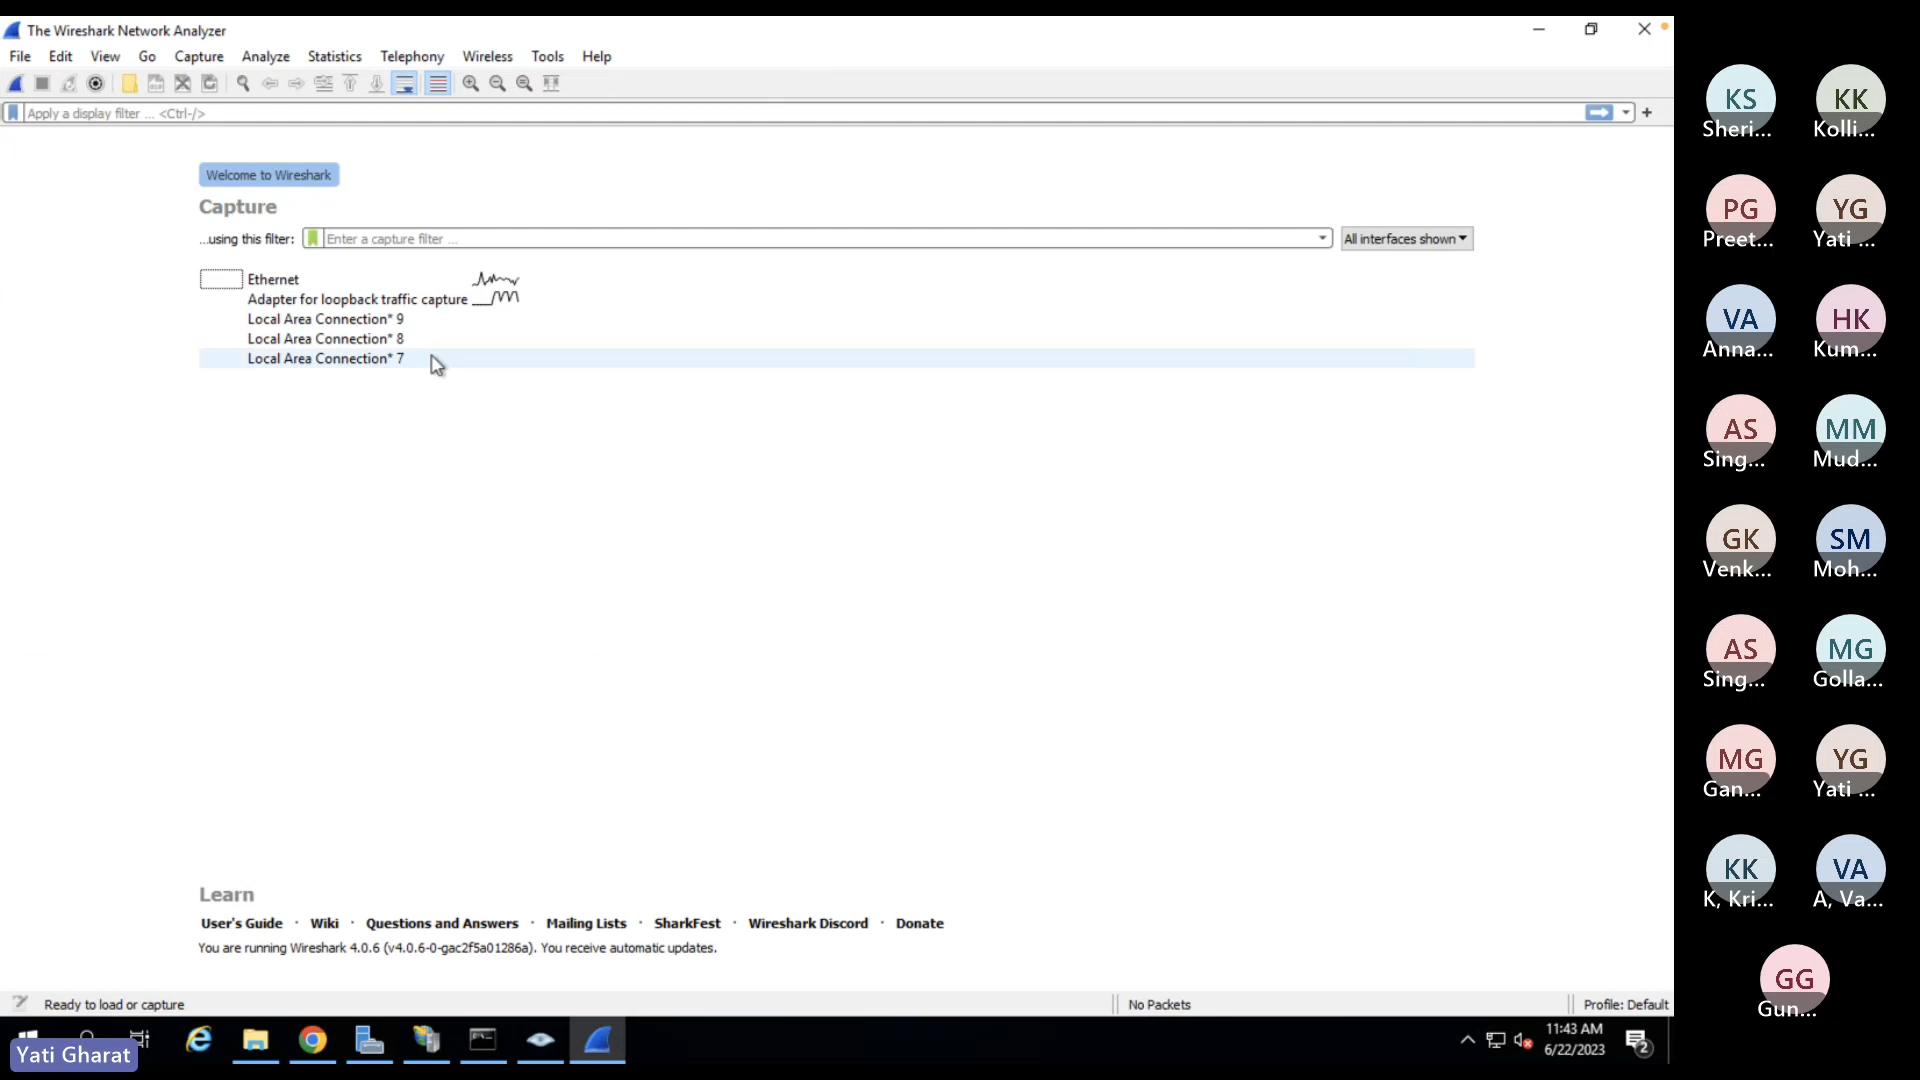 The Wireshark Network Analyzer
File Edit View Go Capture Analyze Statistics Telephony Wireless Tools Help
Apply a display filter ... <Ctrl-/>
Welcome to Wireshark
Capture
...using this filter: Enter a capture filter ... All interfaces shown
Ethernet
Adapter for loopback traffic capture
Local Area Connection* 9
Local Area Connection* 8
Local Area Connection* 7
Learn
User's Guide · Wiki · Questions and Answers · Mailing Lists · SharkFest · Wireshark Discord · Donate
You are running Wireshark 4.0.6 (v4.0.6-0-gac2f5a01286a). You receive automatic updates.
Ready to load or capture No Packets Profile: Default
11:43 AM
6/22/2023
2
Yati Gharat
KS KK
Sheri... Kolli...
PG YG
Preet... Yati ...
VA HK
Anna... Kum...
AS MM
Sing... Mud...
GK SM
Venk... Moh...
AS MG
Sing... Golla...
MG YG
Gan... Yati ...
KK VA
K, Kri... A, Va...
GG
Gun...